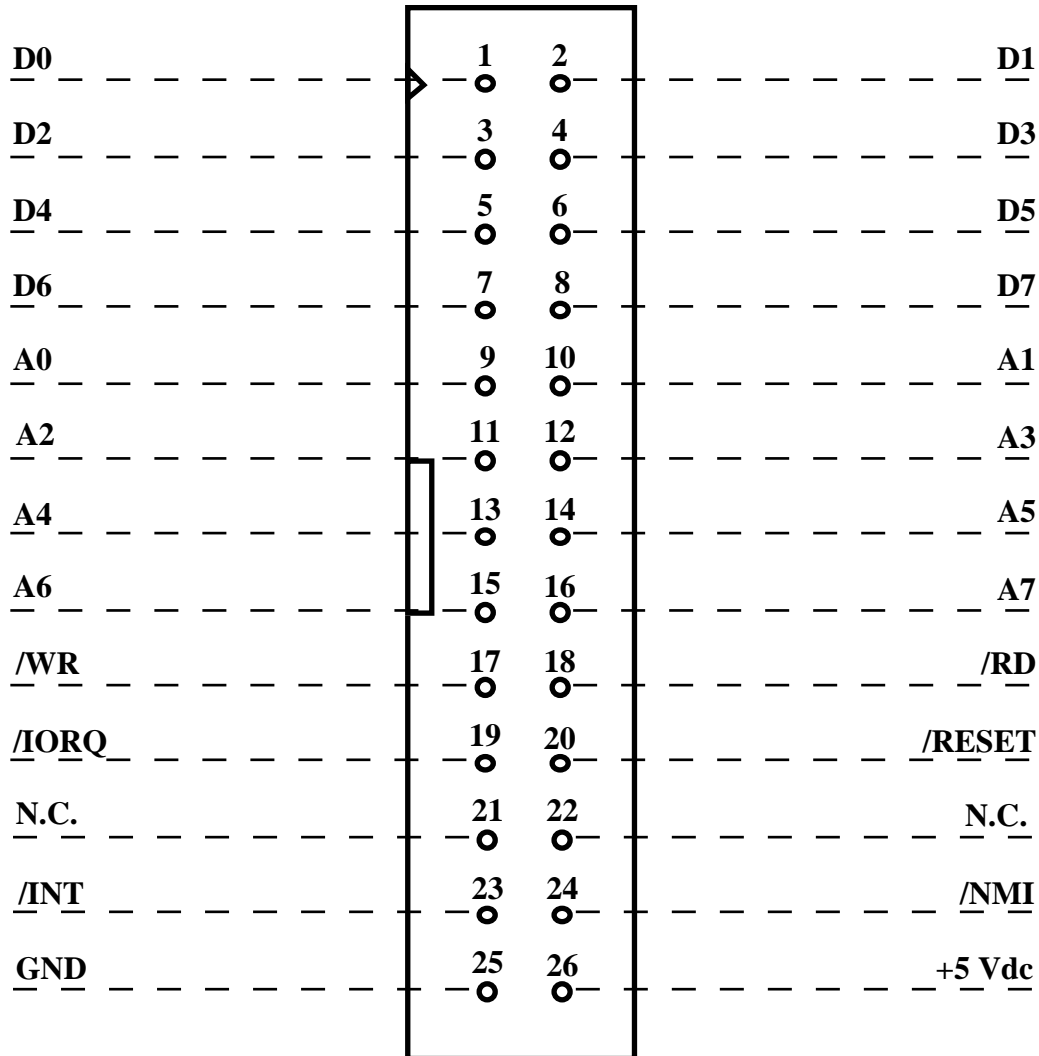 D0 1 2 D1
D2 3 4 D3
D4 5 6 D5
D6 7 8 D7
A0 9 10 A1
A2 11 12 A3
A4 13 14 A5
A6 15 16 A7
/WR 17 18 /RD
/IORQ 19 20 /RESET
N.C. 21 22 N.C.
/INT 23 24 /NMI
GND 25 26 +5 Vdc